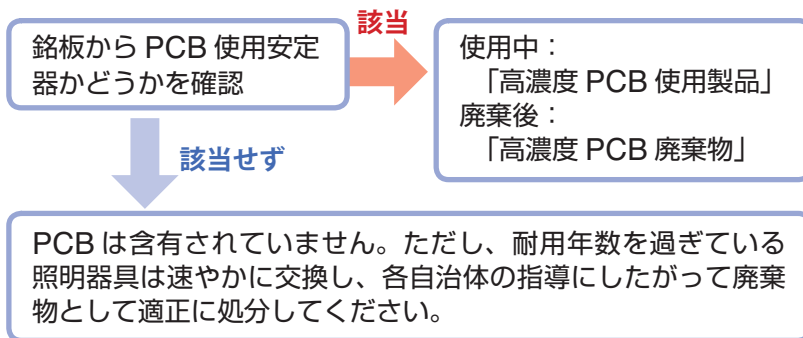 銘板から PCB 使用安定
器かどうかを確認
該当
使用中：
「高濃度 PCB 使用製品」
廃棄後：
「高濃度 PCB 廃棄物」
該当せず
PCB は含有されていません。ただし、耐用年数を過ぎている
照明器具は速やかに交換し、各自治体の指導にしたがって廃棄
物として適正に処分してください。